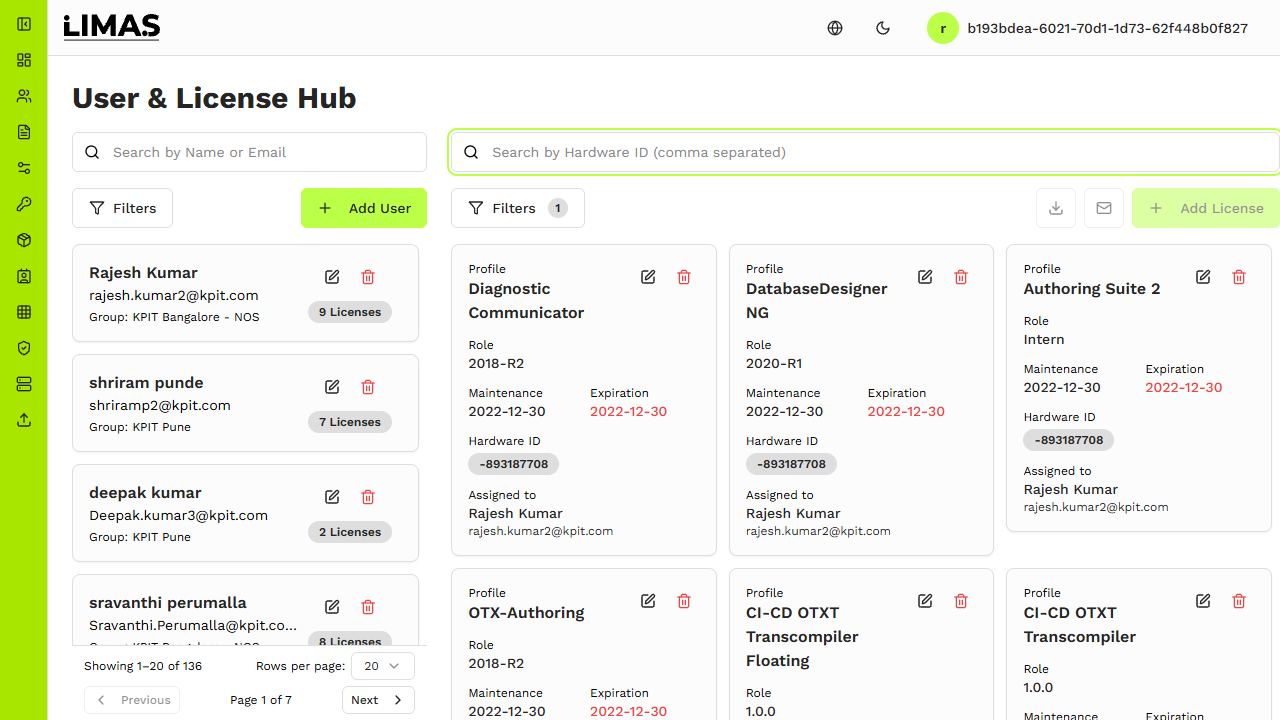 LIMAS
r
b193bdea-6021-70d1-1d73-62f448b0f827
User & License Hub
Search by Name or Email
Search by Hardware ID (comma separated)
Filters
Add User
Filters
1
Add License
Rajesh Kumar
rajesh.kumar2@kpit.com
Group: KPIT Bangalore - NOS
9 Licenses
shriram punde
shriramp2@kpit.com
Group: KPIT Pune
7 Licenses
deepak kumar
Deepak.kumar3@kpit.com
Group: KPIT Pune
2 Licenses
sravanthi perumalla
Sravanthi.Perumalla@kpit.co...
8 Licenses
Showing 1–20 of 136
Rows per page:
20
Previous
Page 1 of 7
Next
Profile
Diagnostic
Communicator
Role
2018-R2
Maintenance
Expiration
2022-12-30
2022-12-30
Hardware ID
-893187708
Assigned to
Rajesh Kumar
rajesh.kumar2@kpit.com
Profile
DatabaseDesigner
NG
Role
2020-R1
Maintenance
Expiration
2022-12-30
2022-12-30
Hardware ID
-893187708
Assigned to
Rajesh Kumar
rajesh.kumar2@kpit.com
Profile
Authoring Suite 2
Role
Intern
Maintenance
Expiration
2022-12-30
2022-12-30
Hardware ID
-893187708
Assigned to
Rajesh Kumar
rajesh.kumar2@kpit.com
Profile
OTX-Authoring
Role
2018-R2
Maintenance
Expiration
2022-12-30
2022-12-30
Profile
CI-CD OTXT
Transcompiler
Floating
Role
1.0.0
Profile
CI-CD OTXT
Transcompiler
Role
1.0.0
Maintenance
Expiration